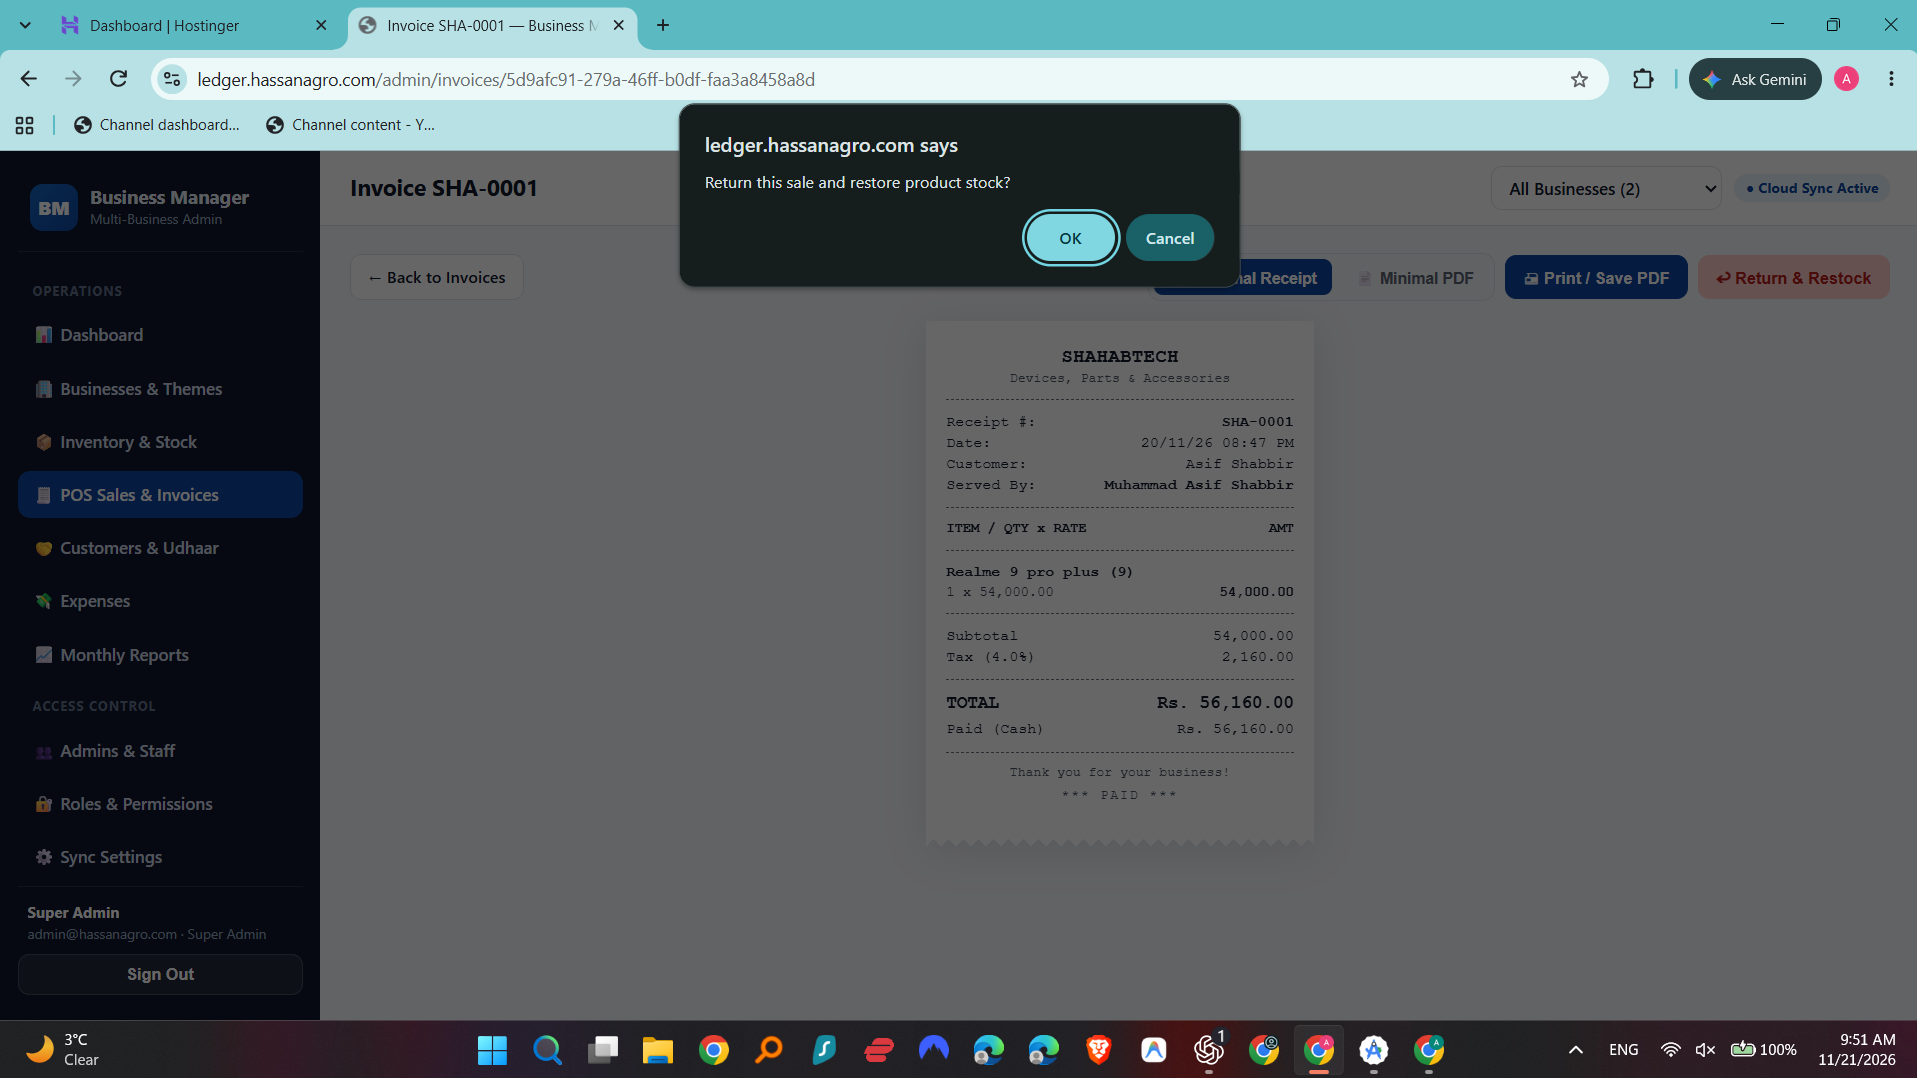 Dashboard | Hostinger
Invoice SHA-0001 — Business M
ledger.hassanagro.com/admin/invoices/5d9afc91-279a-46ff-b0df-faa3a8458a8d
Ask Gemini
A
Channel dashboard...
Channel content - Y...
ledger.hassanagro.com says
Return this sale and restore product stock?
OK
Cancel
BM
Business Manager
Multi-Business Admin
OPERATIONS
Dashboard
Businesses & Themes
Inventory & Stock
POS Sales & Invoices
Customers & Udhaar
Expenses
Monthly Reports
ACCESS CONTROL
Admins & Staff
Roles & Permissions
Sync Settings
Super Admin
admin@hassanagro.com · Super Admin
Sign Out
Invoice SHA-0001
All Businesses (2)
• Cloud Sync Active
← Back to Invoices
nal Receipt
Minimal PDF
Print / Save PDF
Return & Restock
SHAHABTECH
Devices, Parts & Accessories
Receipt #: SHA-0001
Date: 20/11/26 08:47 PM
Customer: Asif Shabbir
Served By: Muhammad Asif Shabbir
ITEM / QTY x RATE AMT
Realme 9 pro plus (9)
1 x 54,000.00 54,000.00
Subtotal 54,000.00
Tax (4.0%) 2,160.00
TOTAL Rs. 56,160.00
Paid (Cash) Rs. 56,160.00
Thank you for your business!
*** PAID ***
3°C
Clear
1
ENG
100%
9:51 AM
11/21/2026